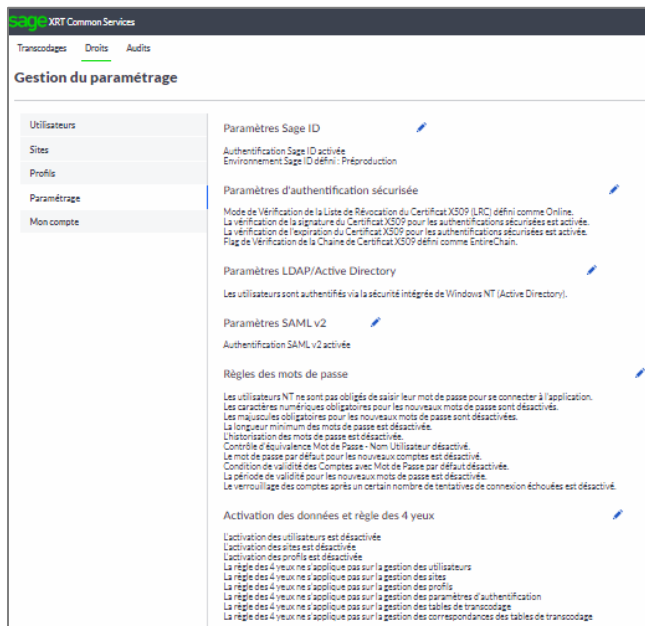 sage XRT Common Services
Transcodages Droits Audits
Gestion du paramétrage
Utilisateurs
Sites
Profils
Paramétrage
Mon compte
Paramètres Sage ID
Authentification Sage ID activée
Environnement Sage ID défini : Préproduction
Paramètres d'authentification sécurisée
Mode de Vérification de la Liste de Révocation du Certificat X509 (LRC) défini comme Online.
La vérification de la signature du Certificat X509 pour les authentifications sécurisées est activée.
La vérification de l'expiration du Certificat X509 pour les authentifications sécurisées est activée.
Flag de Vérification de la Chaine de Certificat X509 défini comme EntireChain.
Paramètres LDAP/Active Directory
Les utilisateurs sont authentifiés via la sécurité intégrée de Windows NT (Active Directory).
Paramètres SAML v2
Authentification SAML v2 activée
Règles des mots de passe
Les utilisateurs NT ne sont pas obligés de saisir leur mot de passe pour se connecter à l'application.
Les caractères numériques obligatoires pour les nouveaux mots de passe sont désactivés.
Les majuscules obligatoires pour les nouveaux mots de passe sont désactivées.
La longueur minimum des mots de passe est désactivée.
L'historisation des mots de passe est désactivée.
Contrôle d'équivalence Mot de Passe - Nom Utilisateur désactivé.
Le mot de passe par défaut pour les nouveaux comptes est désactivé.
Condition de validité des Comptes avec Mot de Passe par défaut désactivée.
La période de validité pour les nouveaux mots de passe est désactivée.
Le verrouillage des comptes après un certain nombre de tentatives de connexion échouées est désactivé.
Activation des données et règle des 4 yeux
L'activation des utilisateurs est désactivée
L'activation des sites est désactivée
L'activation des profils est désactivée
La règle des 4 yeux ne s'applique pas sur la gestion des utilisateurs
La règle des 4 yeux ne s'applique pas sur la gestion des sites
La règle des 4 yeux ne s'applique pas sur la gestion des profils
La règle des 4 yeux ne s'applique pas sur la gestion des paramètres d'authentification
La règle des 4 yeux ne s'applique pas sur la gestion des tables de transcodage
La règle des 4 yeux ne s'applique pas sur la gestion des correspondances des tables de transcodage